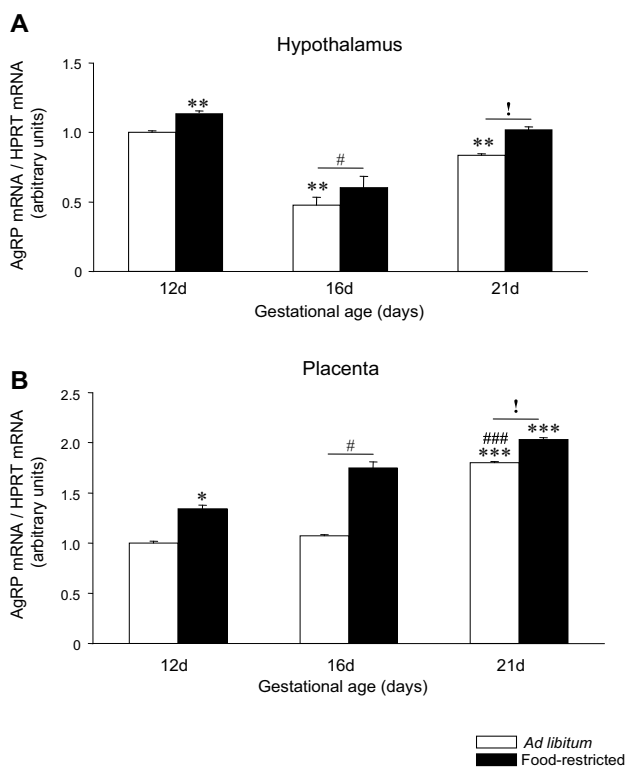 A
Hypothalamus
AgRP mRNA / HPRT mRNA
(arbitrary units)
1.5
1.0
0.5
0
**
**
#
**
!
12d 16d 21d
Gestational age (days)
B
Placenta
AgRP mRNA / HPRT mRNA
(arbitrary units)
2.5
2.0
1.5
1.0
0.5
0
*
#
###
***
!
***
12d 16d 21d
Gestational age (days)
Ad libitum
Food-restricted